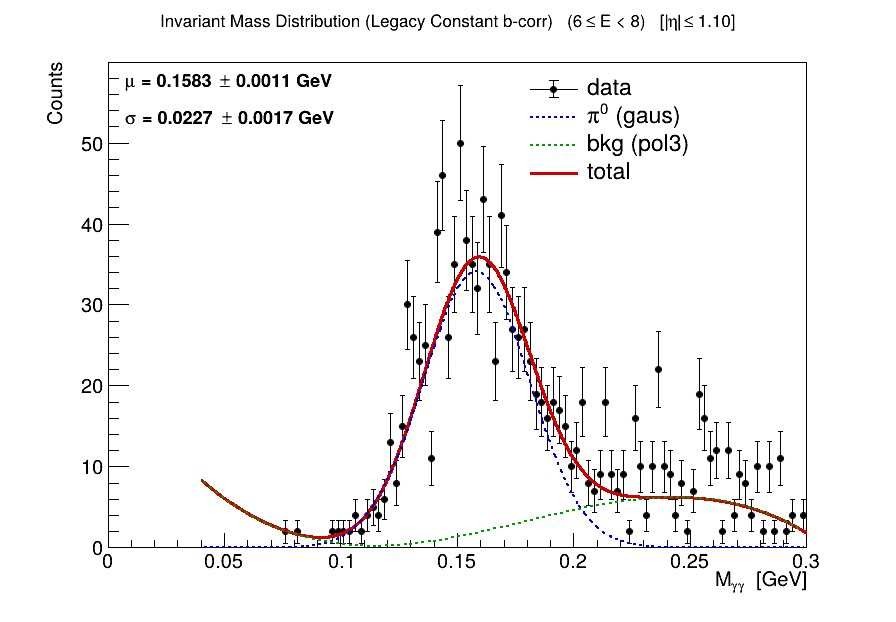 Invariant Mass Distribution (Legacy Constant b-corr) (6 ≤ E < 8) [|η| ≤ 1.10]
Counts
μ = 0.1583 ± 0.0011 GeV
σ = 0.0227 ± 0.0017 GeV
data
π⁰ (gaus)
bkg (pol3)
total
50
40
30
20
10
0
0 0.05 0.1 0.15 0.2 0.25 0.3
Mγγ [GeV]